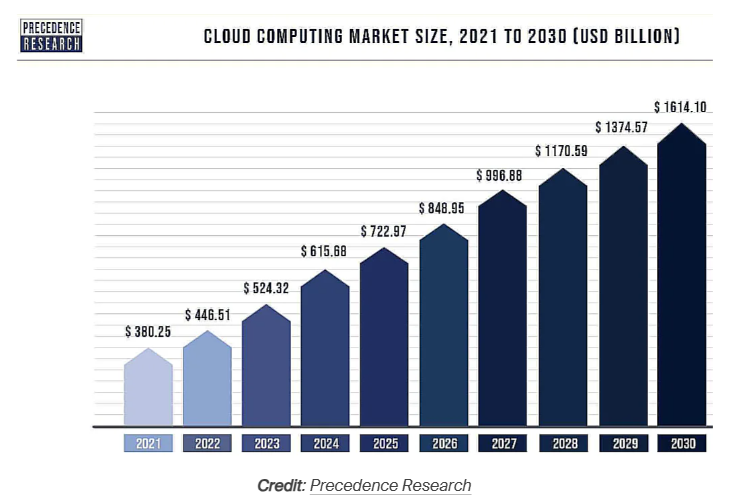 PRECEDENCE
RESEARCH
CLOUD COMPUTING MARKET SIZE, 2021 TO 2030 (USD BILLION)
$ 1614.10
$ 1374.57
$ 1170.59
$ 996.88
$ 848.95
$ 722.97
$ 615.68
$ 524.32
$ 446.51
$ 380.25
2021 2022 2023 2024 2025 2026 2027 2028 2029 2030
Credit: Precedence Research